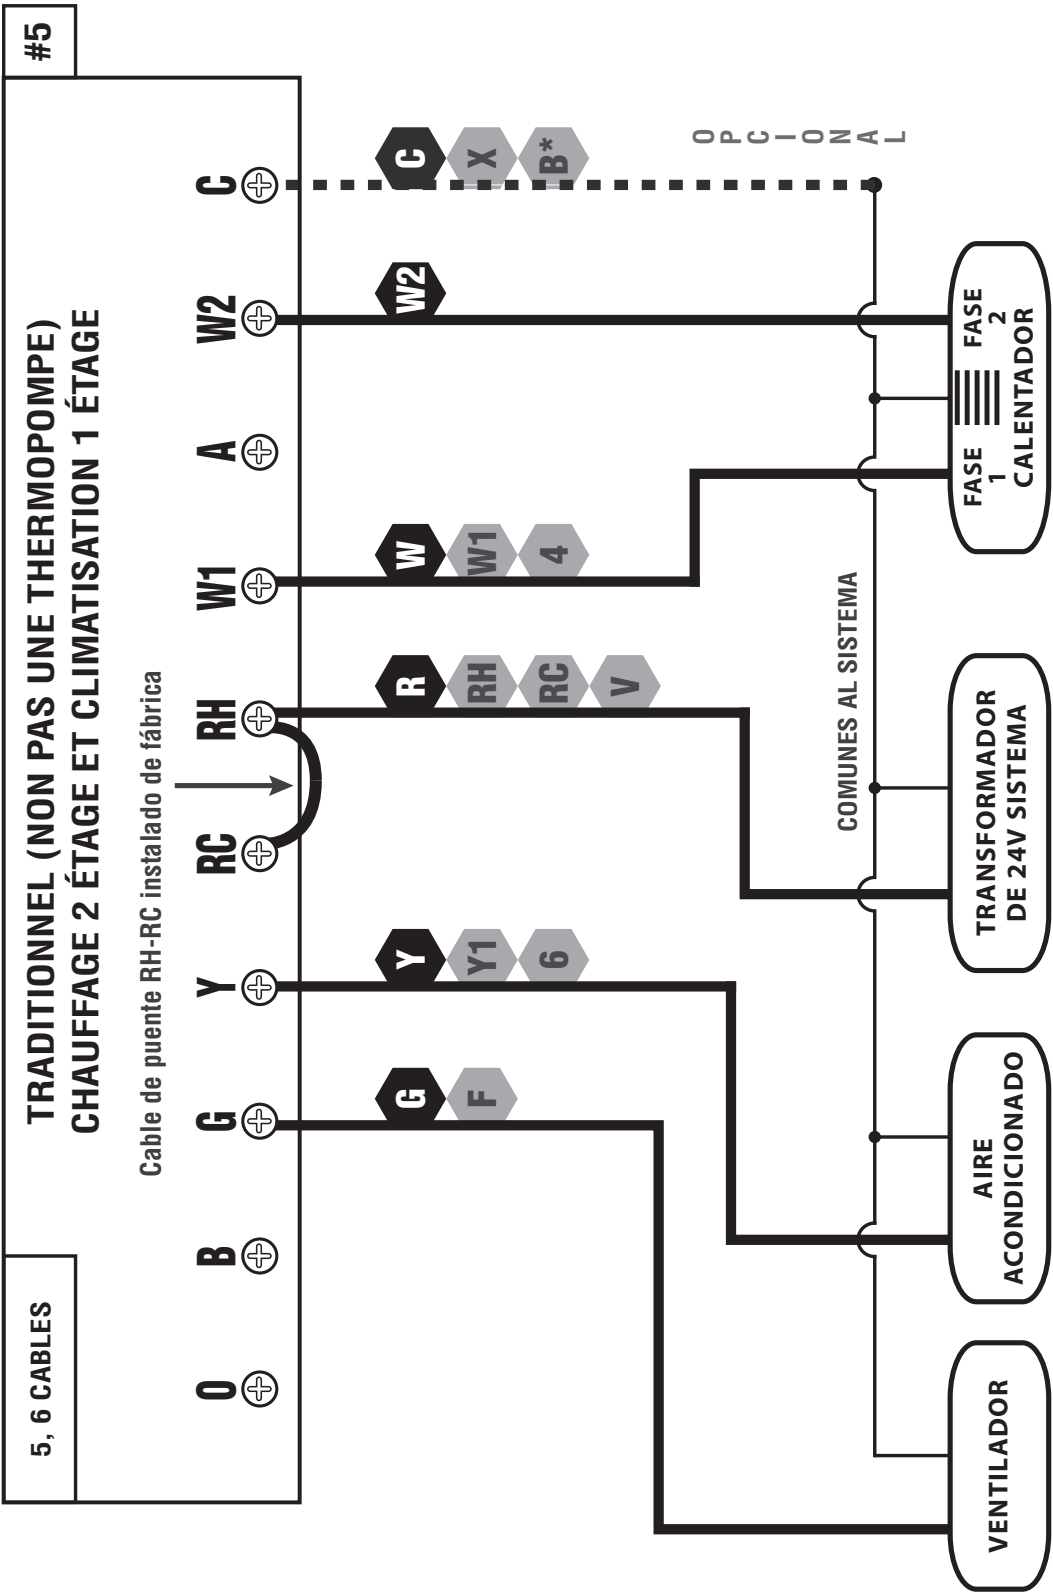 5, 6 CABLES
TRADITIONNEL (NON PAS UNE THERMOPOMPE)
CHAUFFAGE 2 ÉTAGE ET CLIMATISATION 1 ÉTAGE
#5
Cable de puente RH-RC instalado de fábrica
O B G Y RC RH W1 A W2 C
G
F
Y
Y1
6
R
RH
RC
V
W
W1
4
W2
C
X
B*
OPCIONAL
COMUNES AL SISTEMA
VENTILADOR
AIRE
ACONDICIONADO
TRANSFORMADOR
DE 24V SISTEMA
FASE
1
FASE
2
CALENTADOR